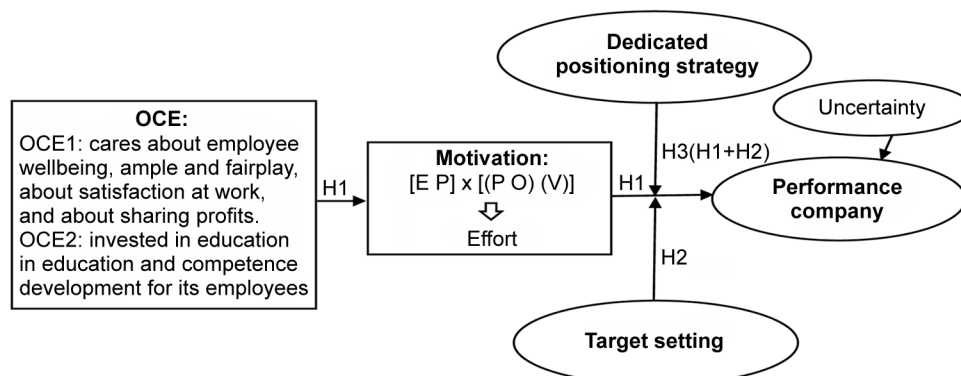 Dedicated
positioning strategy
Uncertainty
OCE:
OCE1: cares about employee
wellbeing, ample and fairplay,
about satisfaction at work,
and about sharing profits.
OCE2: invested in education
in education and competence
development for its employees
H1
Motivation:
[E P] x [(P O) (V)]
Effort
H1
H3(H1+H2)
Performance
company
H2
Target setting